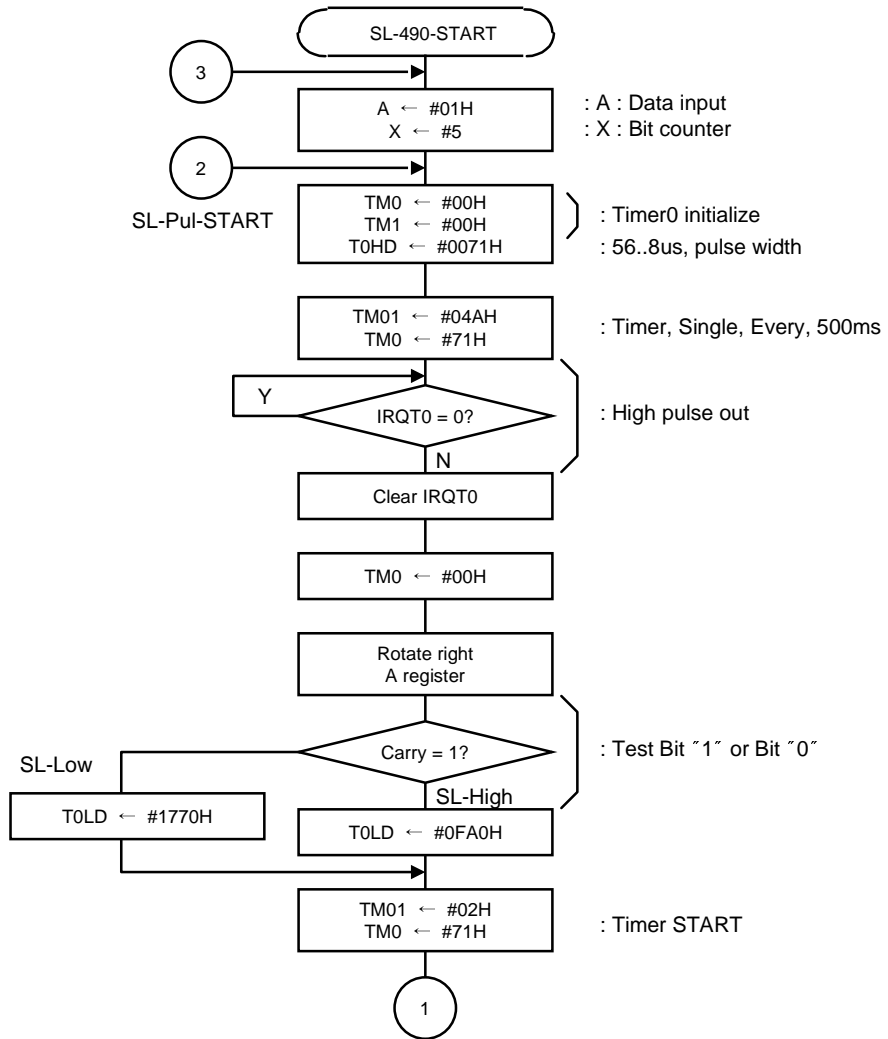 SL-490-START
3
A ← #01H
X ← #5
: A : Data input
: X : Bit counter
2
SL-Pul-START
TM0 ← #00H
TM1 ← #00H
T0HD ← #0071H
: Timer0 initialize
: 56..8us, pulse width
TM01 ← #04AH
TM0 ← #71H
: Timer, Single, Every, 500ms
Y
IRQT0 = 0?
: High pulse out
N
Clear IRQT0
TM0 ← #00H
Rotate right
A register
Carry = 1?
: Test Bit ˝1˝ or Bit ˝0˝
SL-Low
SL-High
T0LD ← #1770H
T0LD ← #0FA0H
TM01 ← #02H
TM0 ← #71H
: Timer START
1